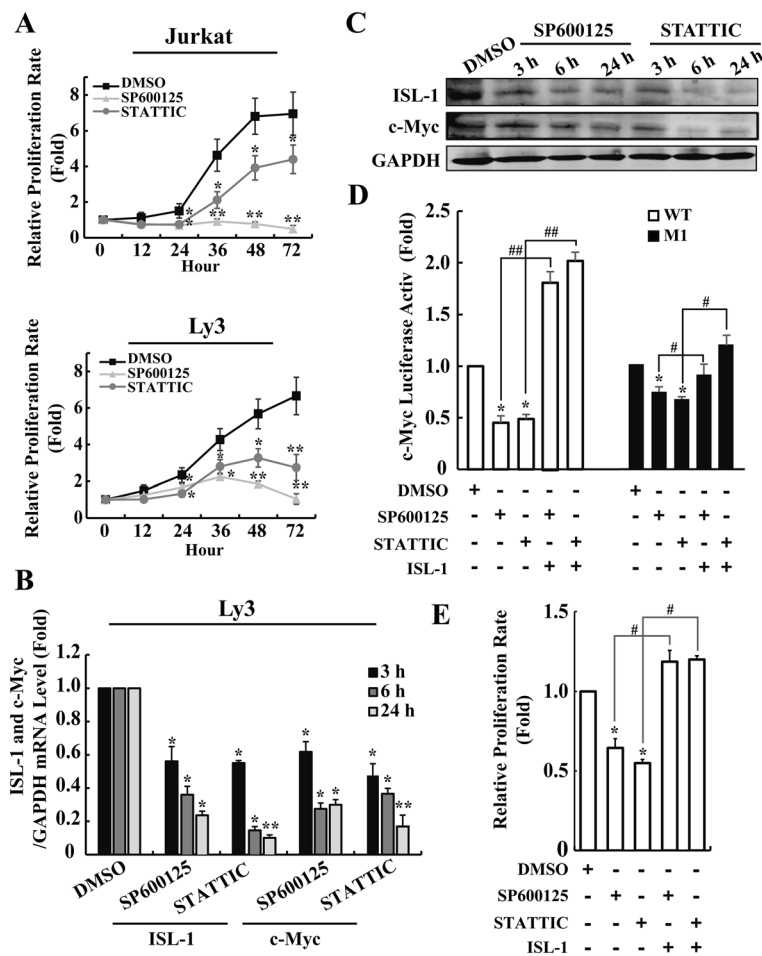 A
Jurkat
DMSO
SP600125
STATTIC
Relative Proliferation Rate
(Fold)
8
6
4
2
0
* * * ** * ** * **
0 12 24 36 48 72
Hour
Ly3
DMSO
SP600125
STATTIC
Relative Proliferation Rate
(Fold)
8
6
4
2
0
* * * * * ** ** **
0 12 24 36 48 72
Hour
B
Ly3
ISL-1 and c-Myc
/GAPDH mRNA Level (Fold)
1.2
1.0
0.8
0.6
0.4
0.2
0
3 h
6 h
24 h
* * * * * ** * * * * * **
DMSO SP600125 STATTIC SP600125 STATTIC
ISL-1 c-Myc
C
SP600125 STATTIC
DMSO 3 h 6 h 24 h 3 h 6 h 24 h
ISL-1
c-Myc
GAPDH
D
c-Myc Luciferase Activ (Fold)
2.5
2.0
1.0
0.5
0.0
WT
M1
## ##
# #
* * * *
DMSO + - - - - + - - - -
SP600125 - + - + - - + - + -
STATTIC - - + - + - - + - +
ISL-1 - - - + + - - - + +
E
Relative Proliferation Rate
(Fold)
1.5
1.0
0.5
# #
* *
DMSO + - - - -
SP600125 - + - + -
STATTIC - - + - +
ISL-1 - - - + +